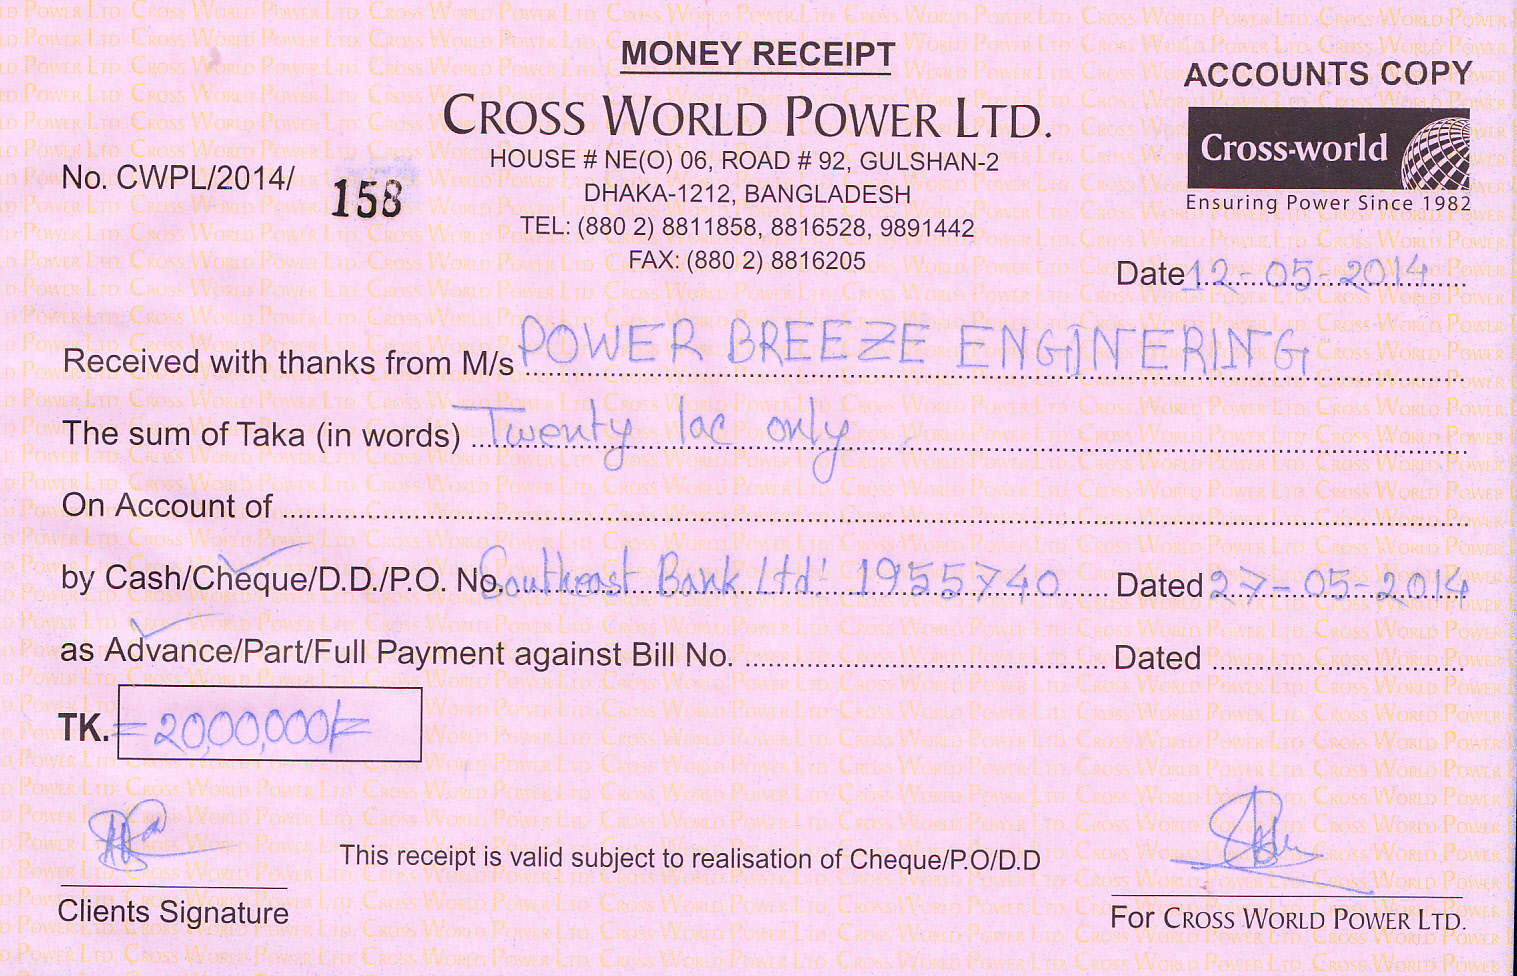 MONEY RECEIPT
ACCOUNTS COPY
CROSS WORLD POWER LTD.
Cross-world
Ensuring Power Since 1982
HOUSE # NE(O) 06, ROAD # 92, GULSHAN-2
No. CWPL/2014/ 158
DHAKA-1212, BANGLADESH
TEL: (880 2) 8811858, 8816528, 9891442
FAX: (880 2) 8816205
Date 12-05-2014
Received with thanks from M/s POWER BREEZE ENGINERING
The sum of Taka (in words) Twenty lac only
On Account of
by Cash/Cheque/D.D./P.O. No. Southeast Bank Ltd. 1955740 Dated 27-05-2014
as Advance/Part/Full Payment against Bill No. Dated
TK. = 20,00,000/=
This receipt is valid subject to realisation of Cheque/P.O/D.D
Clients Signature
For CROSS WORLD POWER LTD.